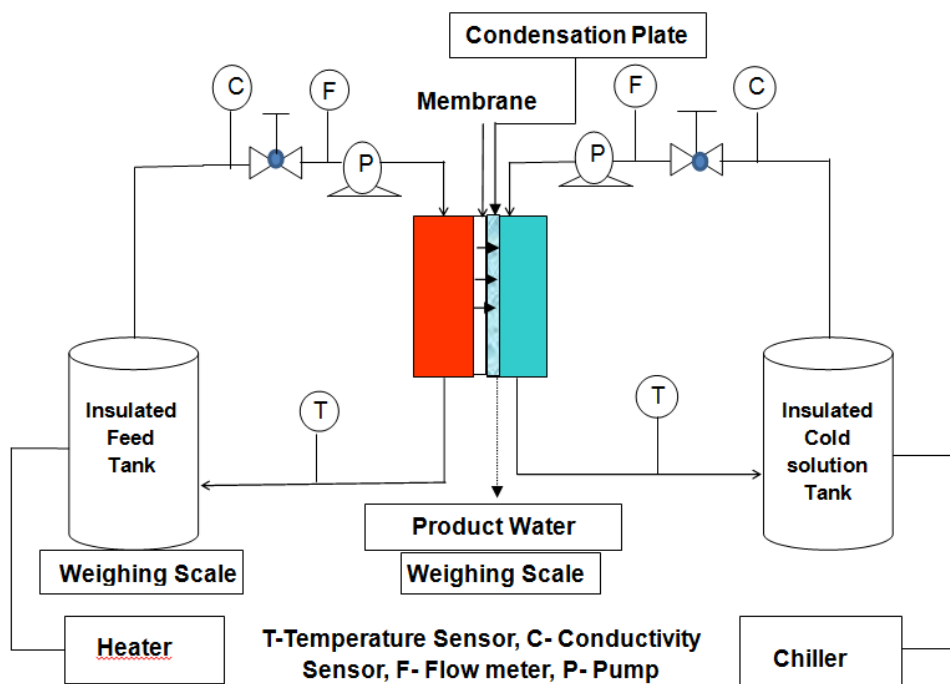 Condensation Plate
C
F
Membrane
F
C
P
P
Insulated
Feed
Tank
T
T
Insulated
Cold
solution
Tank
Product Water
Weighing Scale
Weighing Scale
Heater
T-Temperature Sensor, C- Conductivity
Sensor, F- Flow meter, P- Pump
Chiller